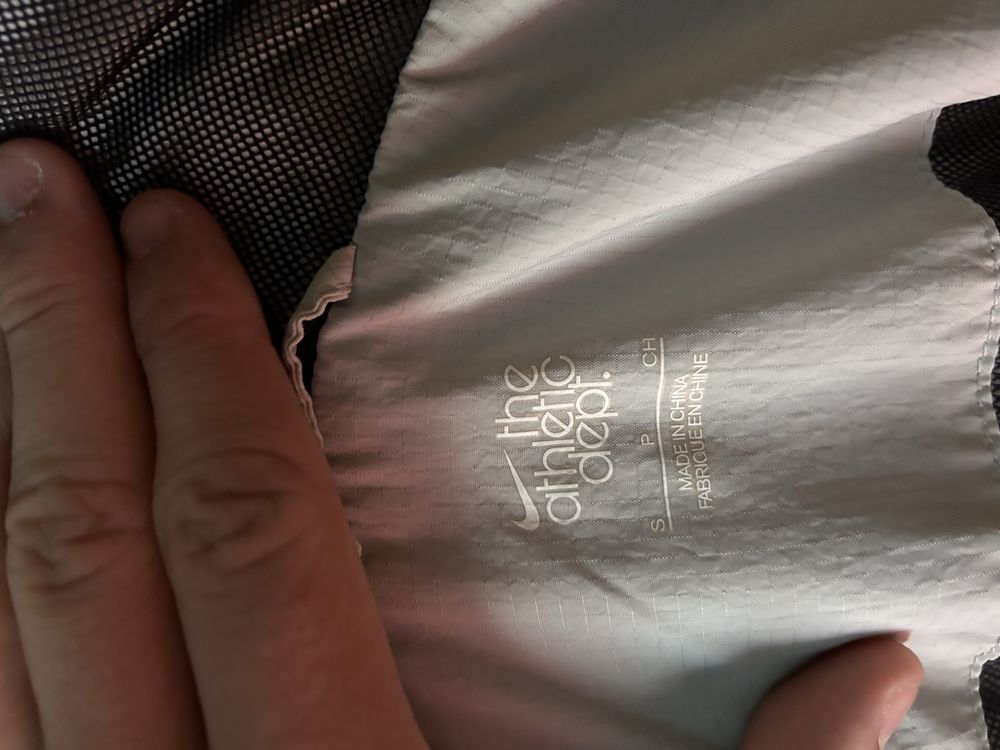 the
athletic
dept.
S P CH
MADE IN CHINA
FABRIQUE EN CHINE